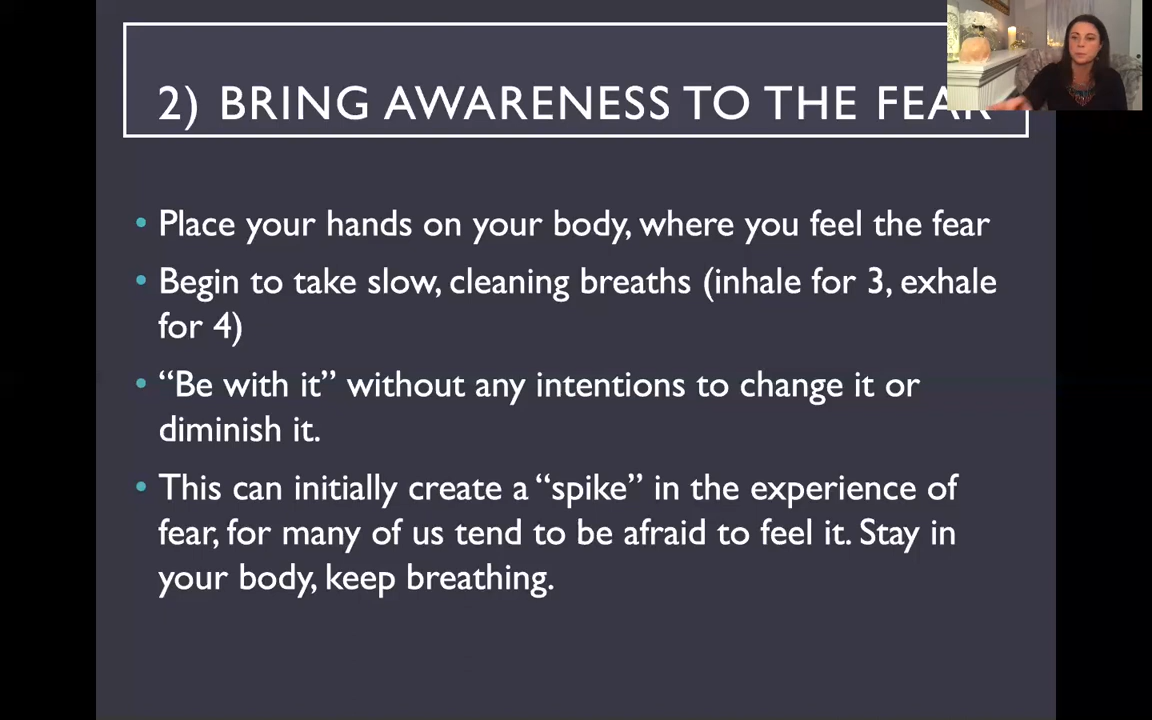 2) BRING AWARENESS TO THE FEAR
• Place your hands on your body, where you feel the fear
• Begin to take slow, cleaning breaths (inhale for 3, exhale
for 4)
• “Be with it” without any intentions to change it or
diminish it.
• This can initially create a “spike” in the experience of
fear, for many of us tend to be afraid to feel it. Stay in
your body, keep breathing.